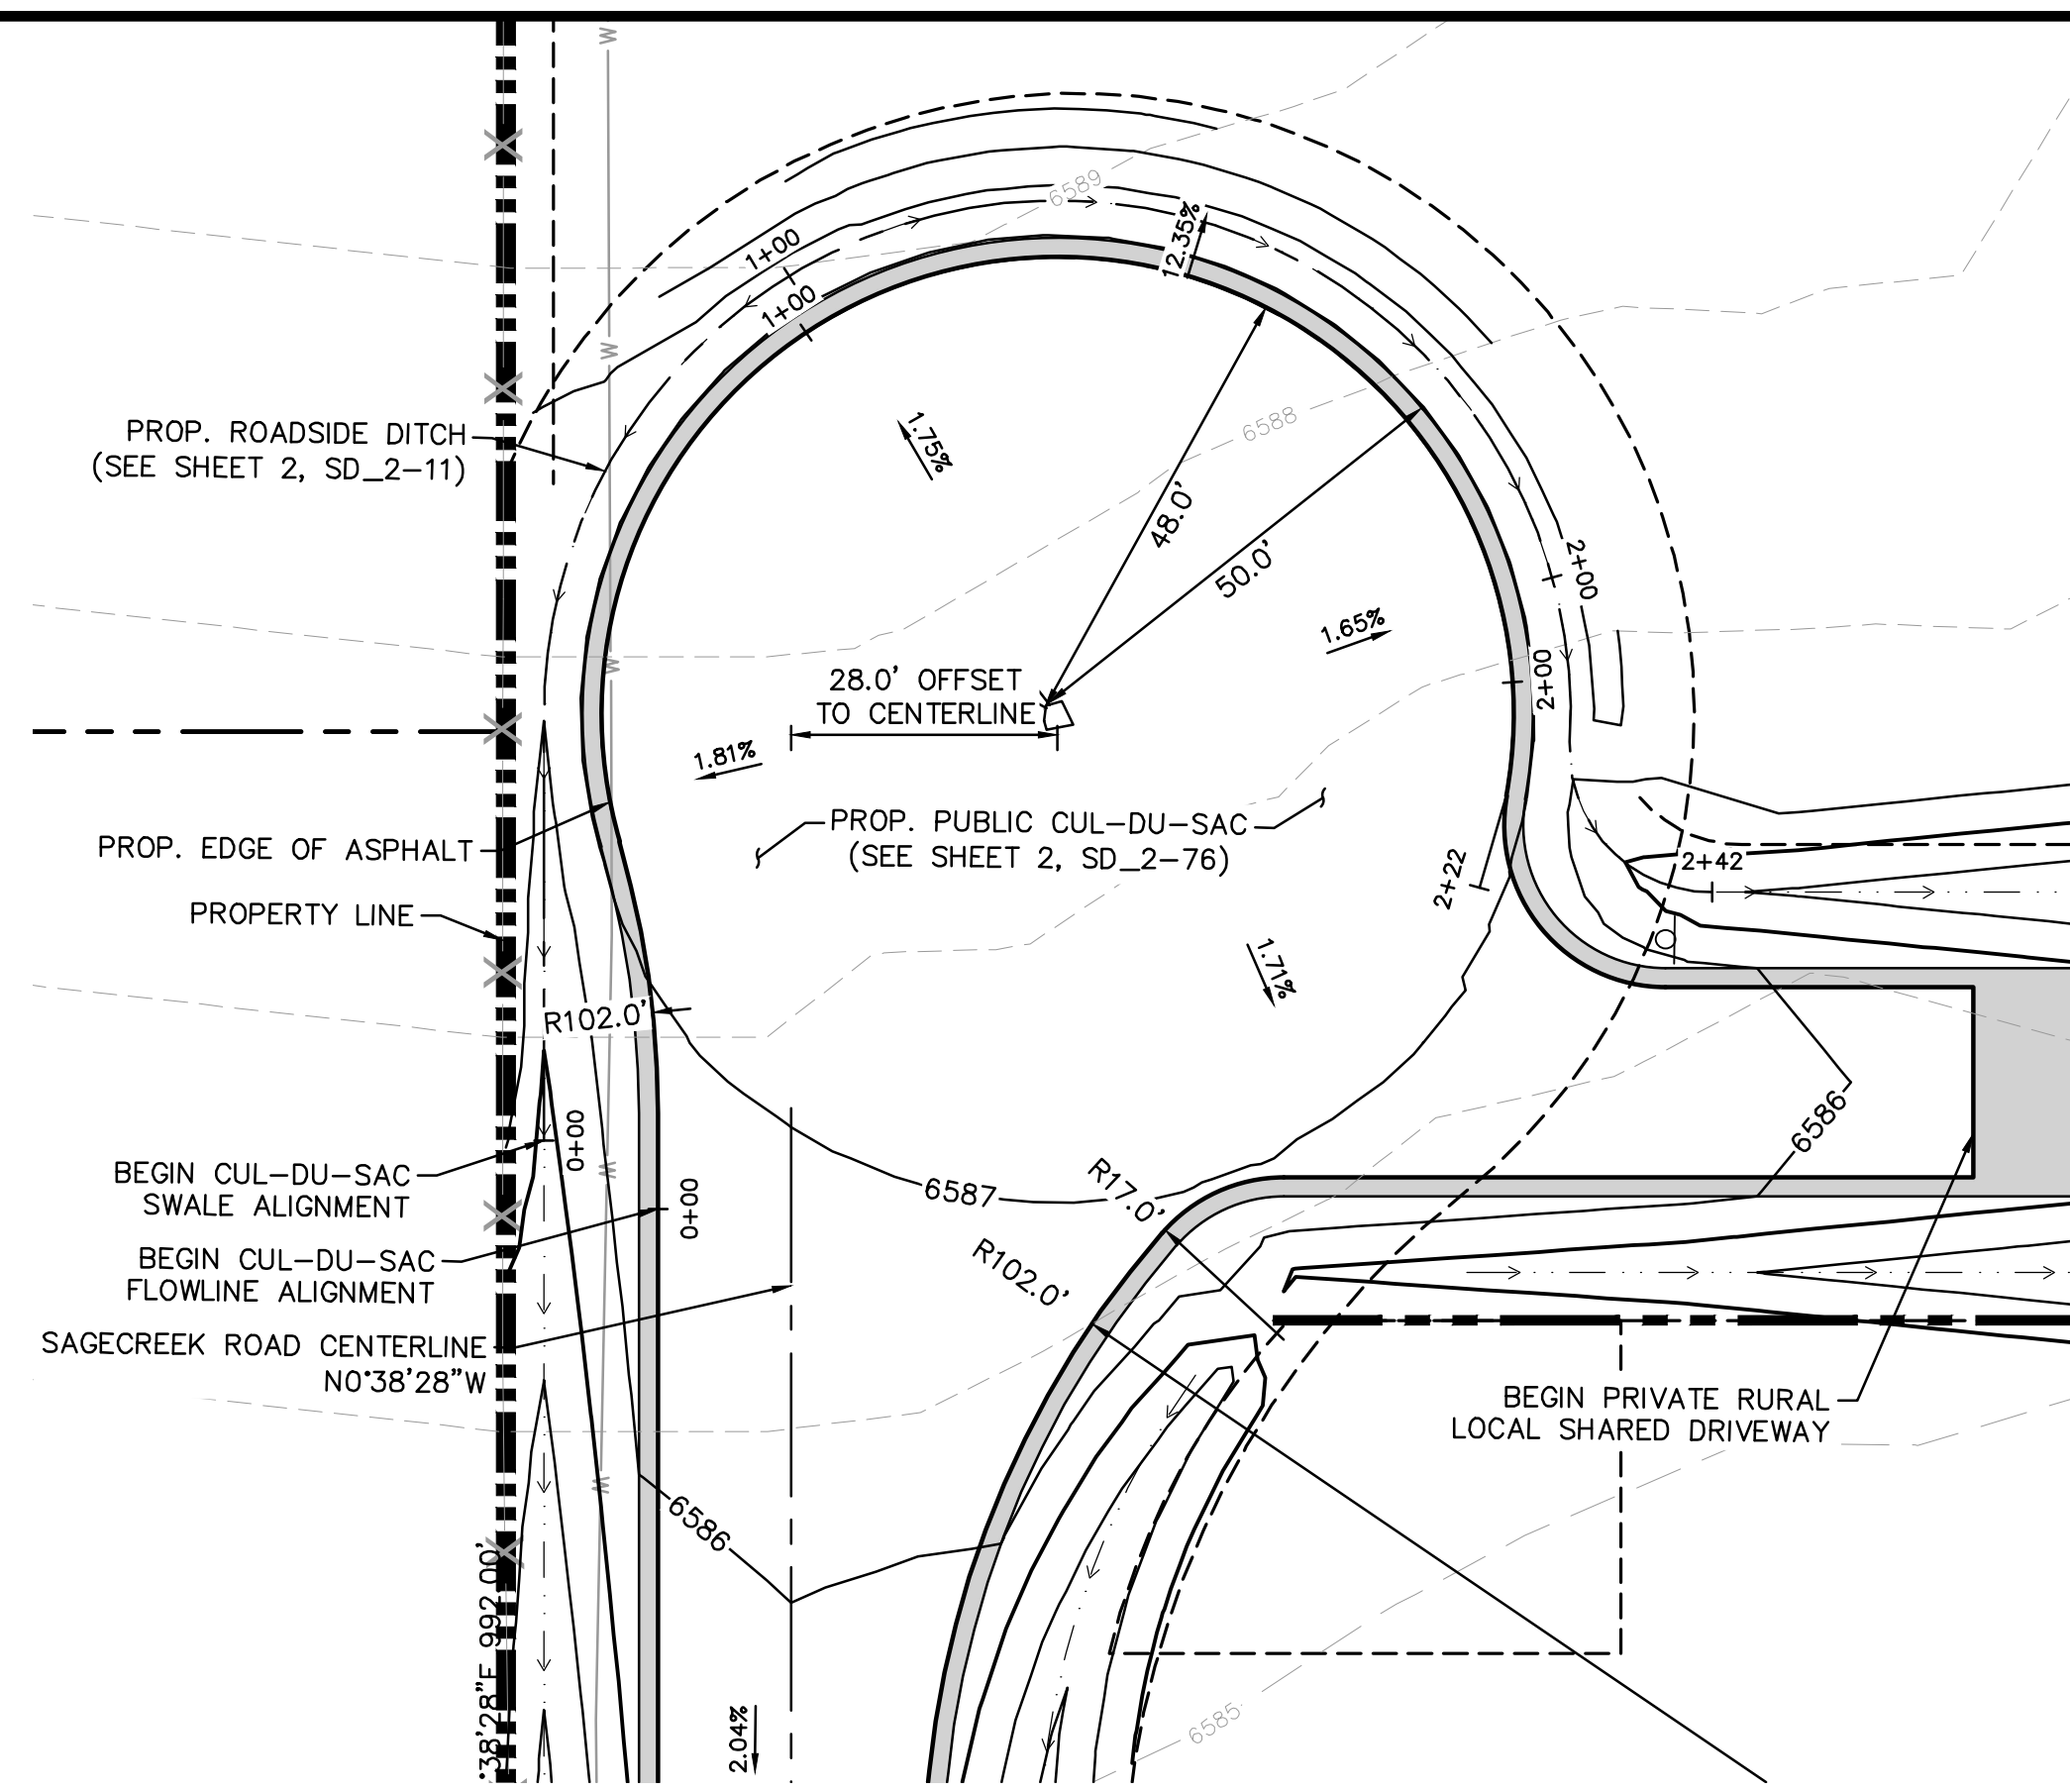 W
6589
1+00
12.35%
1+00
W
PROP. ROADSIDE DITCH
(SEE SHEET 2, SD_2-11)
1.75%
6588
48.0'
50.0'
2+00
1.65%
W
28.0' OFFSET
TO CENTERLINE
2+00
1.81%
PROP. EDGE OF ASPHALT
PROP. PUBLIC CUL-DU-SAC
(SEE SHEET 2, SD_2-76)
2+22
2+42
PROPERTY LINE
1.71%
R102.0'
0+00
6586
BEGIN CUL-DU-SAC
SWALE ALIGNMENT
W
6587
R17.0'
0+00
BEGIN CUL-DU-SAC
FLOWLINE ALIGNMENT
R102.0'
SAGECREEK ROAD CENTERLINE
N0°38'28"W
BEGIN PRIVATE RURAL
LOCAL SHARED DRIVEWAY
W
6586
°38'28"E 992.00'
2.04%
6585